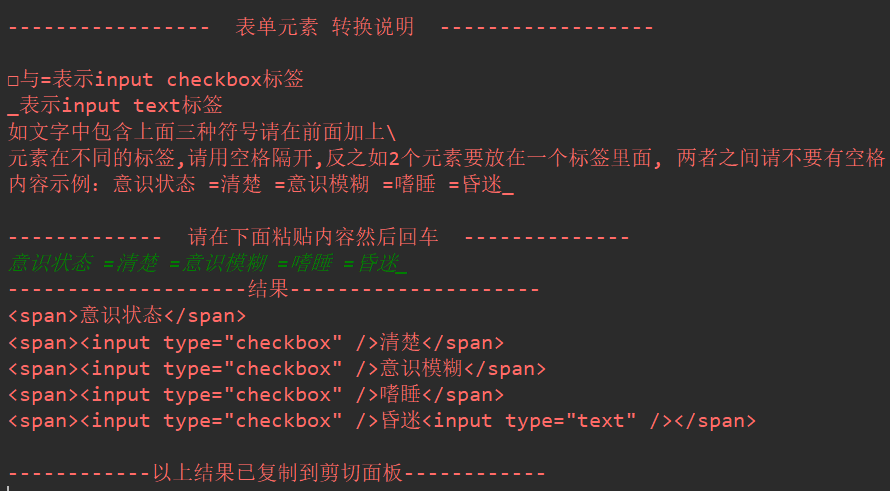 -----------------  表单元素 转换说明  ------------------
□与=表示input checkbox标签
_表示input text标签
如文字中包含上面三种符号请在前面加上\
元素在不同的标签,请用空格隔开,反之如2个元素要放在一个标签里面, 两者之间请不要有空格
内容示例: 意识状态 =清楚 =意识模糊 =嗜睡 =昏迷_
-------------  请在下面粘贴内容然后回车  --------------
意识状态 =清楚 =意识模糊 =嗜睡 =昏迷_
--------------------结果---------------------
<span>意识状态</span>
<span><input type="checkbox" />清楚</span>
<span><input type="checkbox" />意识模糊</span>
<span><input type="checkbox" />嗜睡</span>
<span><input type="checkbox" />昏迷<input type="text" /></span>
------------以上结果已复制到剪切面板------------